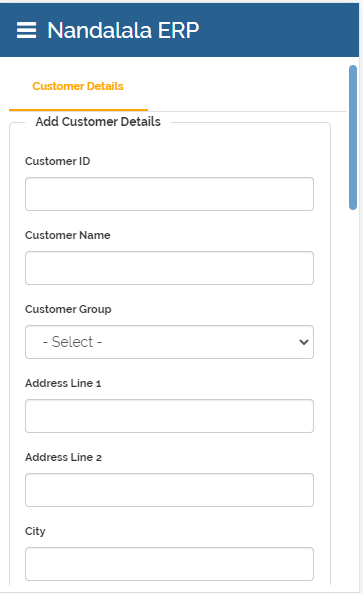 Nandalala ERP
Customer Details
Add Customer Details
Customer ID
Customer Name
Customer Group
- Select -
Address Line 1
Address Line 2
City